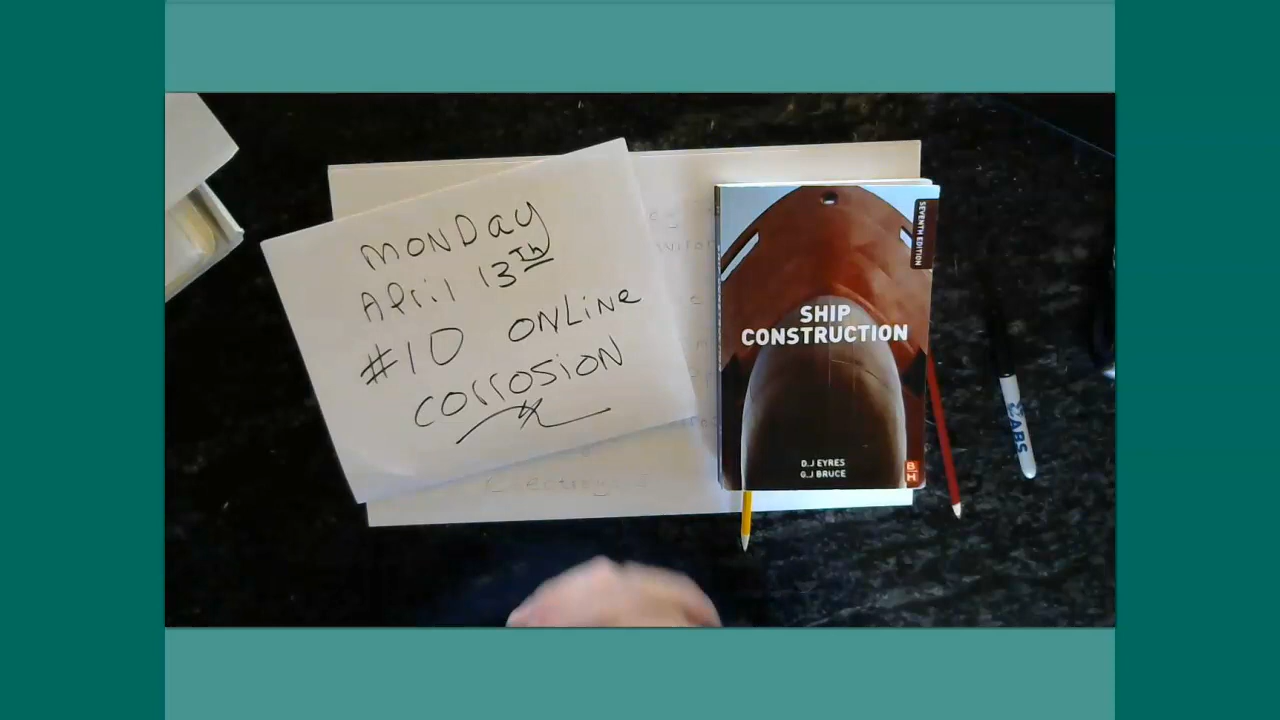 MONDAY
April 13Th
#10 ONLiNe
corrosioN
SEVENTH EDITION
SHIP
CONSTRUCTION
D.J EYRES
G.J BRUCE
B
H
ABS